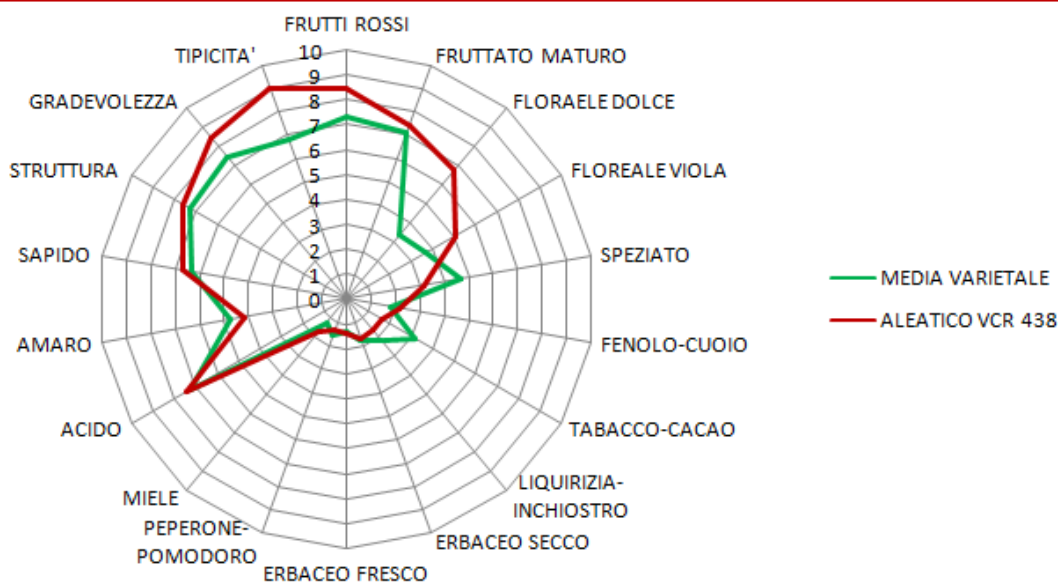 FRUTTI ROSSI
FRUTTATO MATURO
FLORAELE DOLCE
FLOREALE VIOLA
SPEZIATO
FENOLO-CUOIO
TABACCO-CACAO
LIQUIRIZIA-
INCHIOSTRO
ERBACEO SECCO
ERBACEO FRESCO
PEPERONE-
POMODORO
MIELE
ACIDO
AMARO
SAPIDO
STRUTTURA
GRADEVOLEZZA
TIPICITA'
10
9
8
7
6
5
4
3
2
1
0
MEDIA VARIETALE
ALEATICO VCR 438